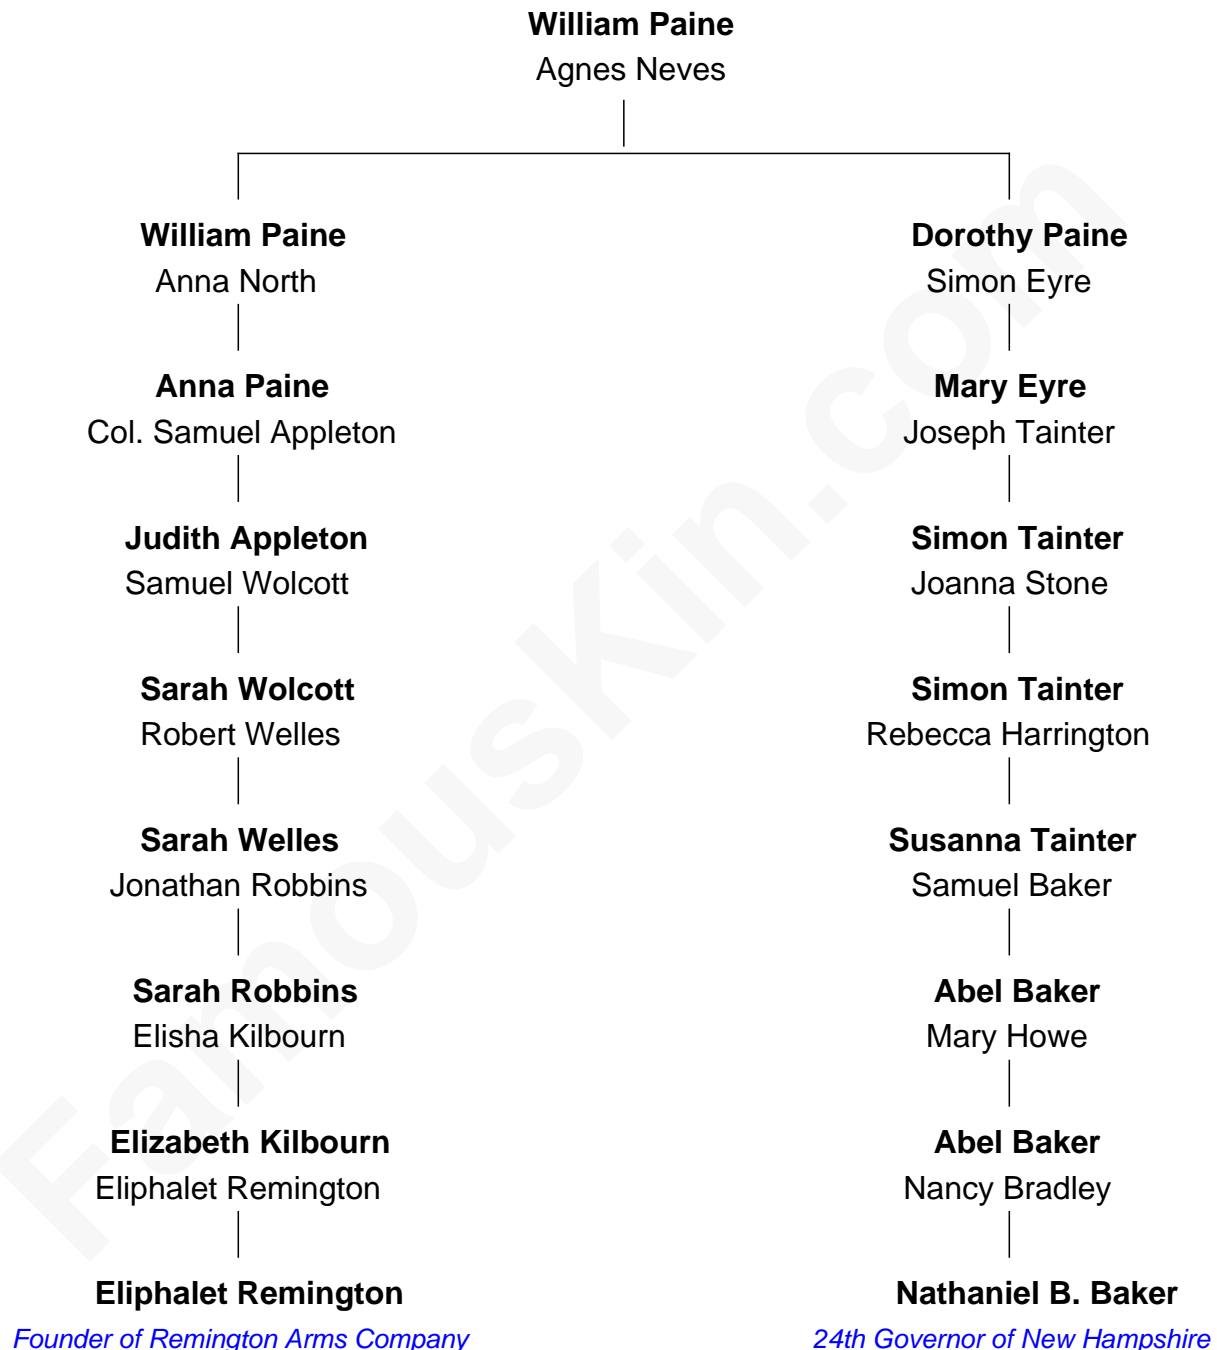 William Paine
Agnes Neves
William Paine
Anna North
Dorothy Paine
Simon Eyre
Anna Paine
Col. Samuel Appleton
Mary Eyre
Joseph Tainter
Judith Appleton
Samuel Wolcott
Simon Tainter
Joanna Stone
Sarah Wolcott
Robert Welles
Simon Tainter
Rebecca Harrington
Sarah Welles
Jonathan Robbins
Susanna Tainter
Samuel Baker
Sarah Robbins
Elisha Kilbourn
Abel Baker
Mary Howe
Elizabeth Kilbourn
Eliphalet Remington
Abel Baker
Nancy Bradley
Eliphalet Remington
Founder of Remington Arms Company
Nathaniel B. Baker
24th Governor of New Hampshire
FamousKin.com